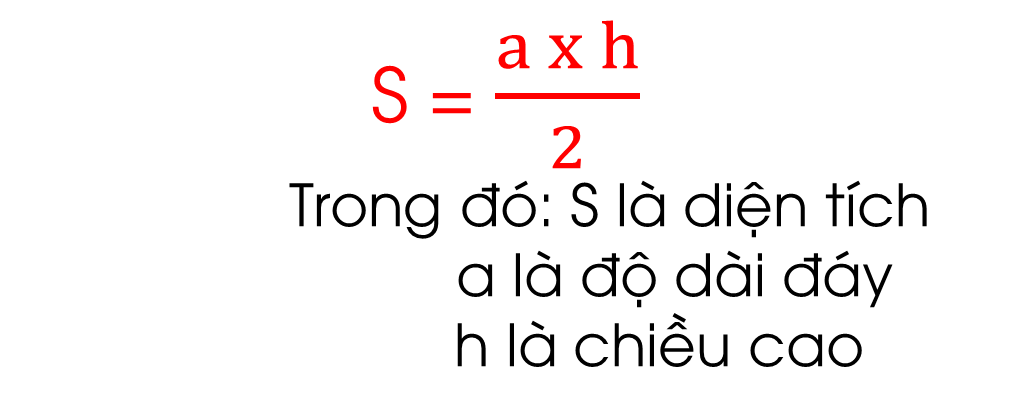 S = a x h / 2
Trong đó: S là diện tích
a là độ dài đáy
h là chiều cao